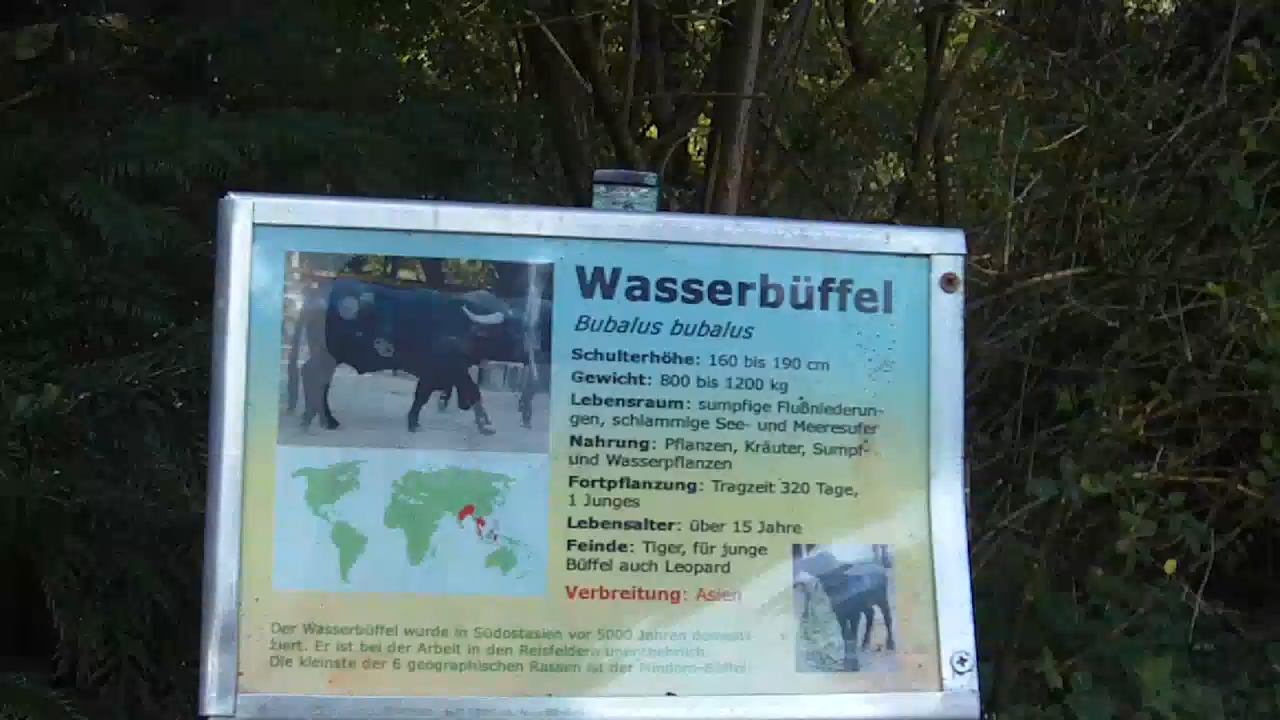 Wasserbüffel
Bubalus bubalus
Schulterhöhe: 160 bis 190 cm
Gewicht: 800 bis 1200 kg
Lebensraum: sumpfige Flußniederun-
gen, schlammige See- und Meeresufer
Nahrung: Pflanzen, Kräuter, Sumpf-
und Wasserpflanzen
Fortpflanzung: Tragzeit 320 Tage,
1 Junges
Lebensalter: über 15 Jahre
Feinde: Tiger, für junge
Büffel auch Leopard
Verbreitung: Asien
Der Wasserbüffel wurde in Südostasien vor 5000 Jahren domesti-
ziert. Er ist bei der Arbeit in den Reisfeldern unentbehrlich.
Die kleinste der 6 geographischen Rassen ist der